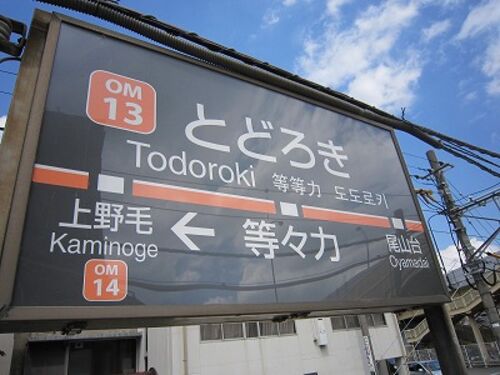 OM
13
とどろき
Todoroki
等等力 도도로키
上野毛
Kaminoge
OM
14
←
等々力
尾山台
Oyamadai